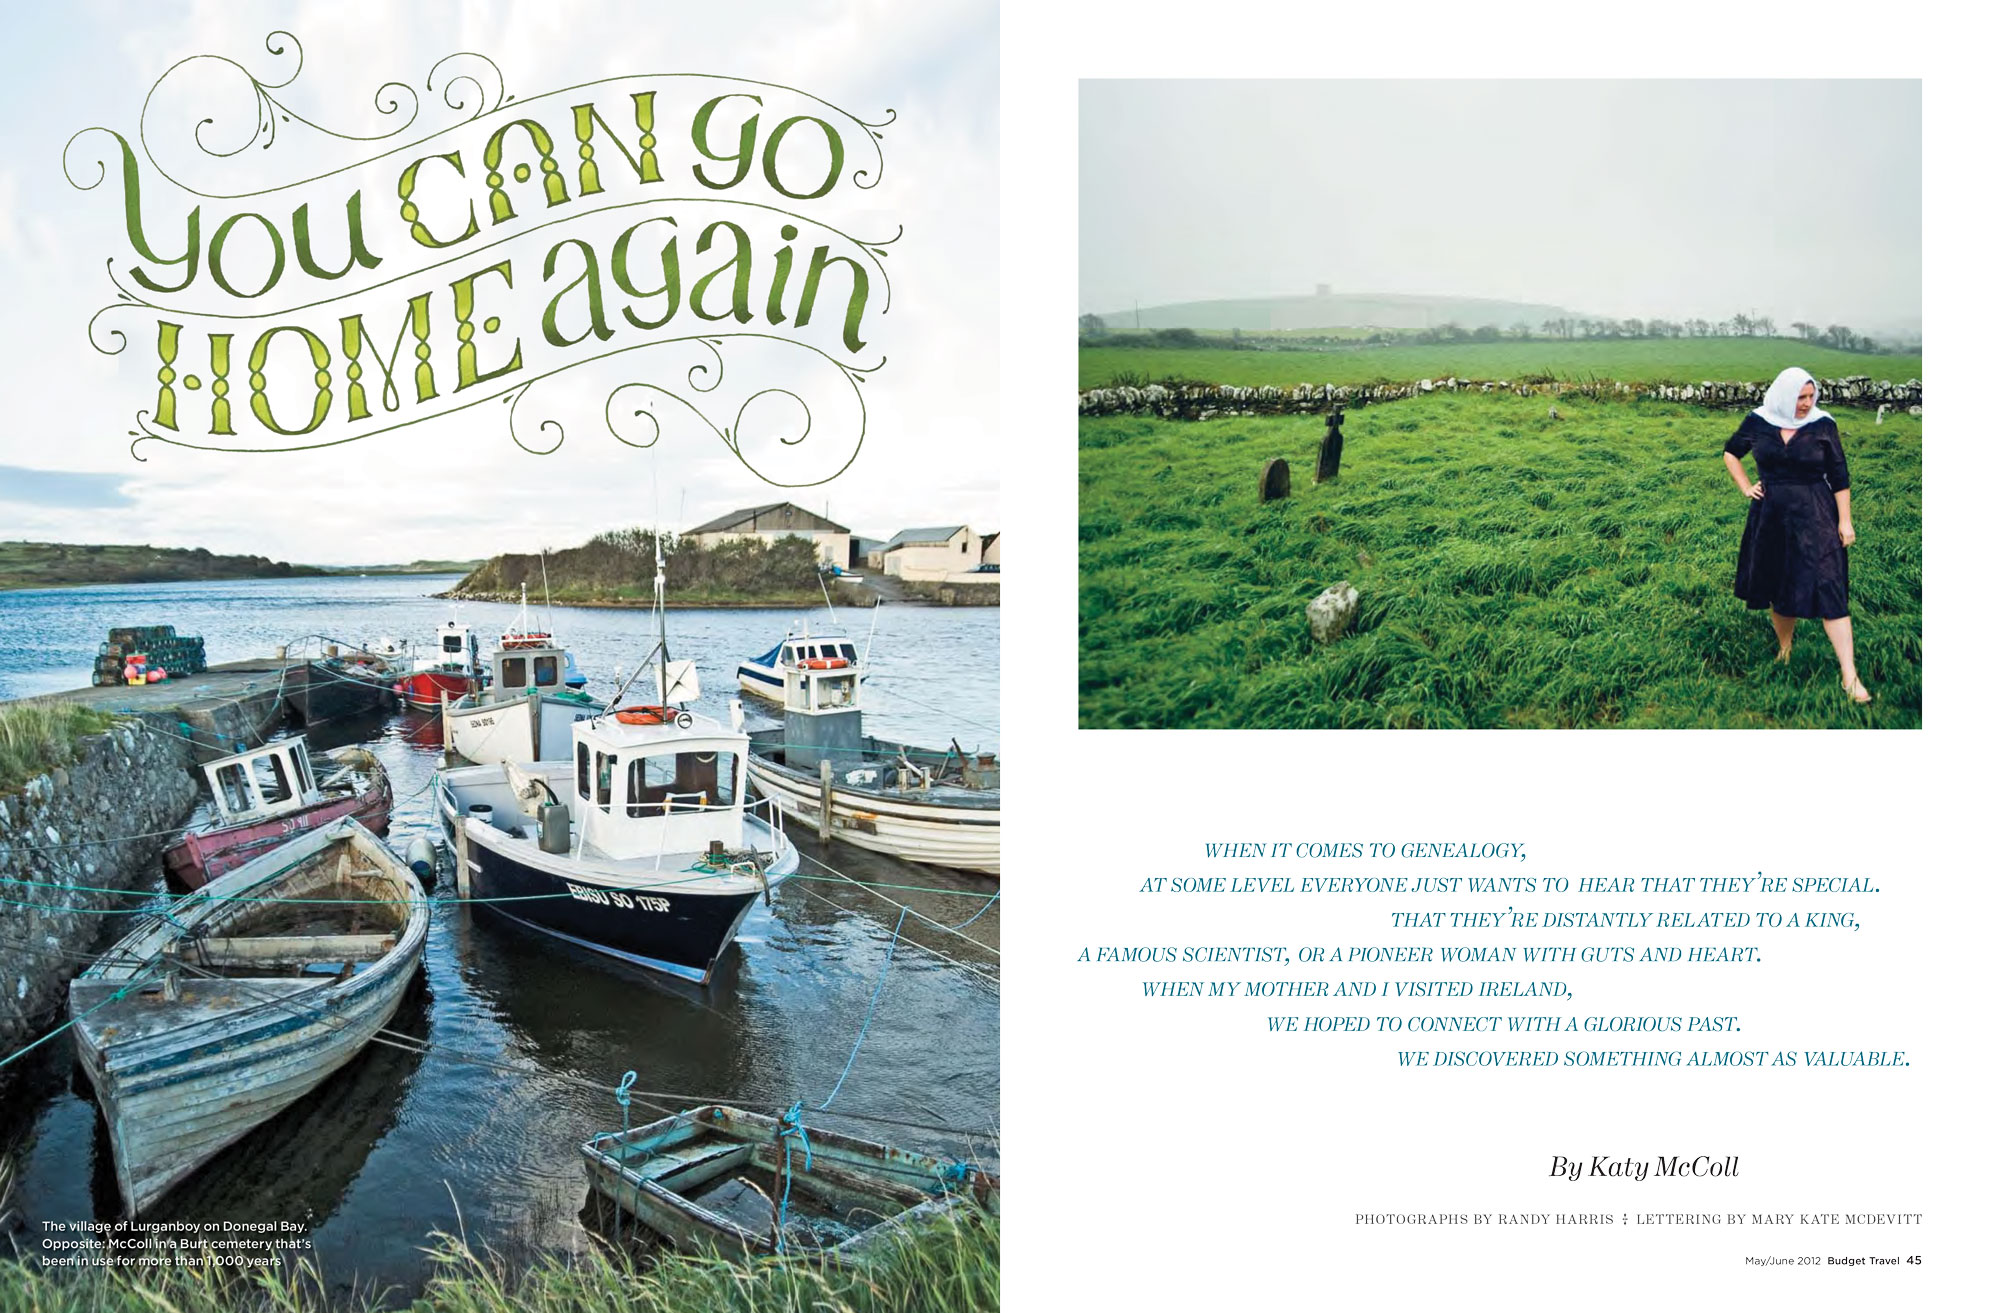 YOU CAN go
HOME again
SO 911
EBISU SO 175P
The village of Lurganboy on Donegal Bay.
Opposite: McColl in a Burt cemetery that's
been in use for more than 1,000 years
WHEN IT COMES TO GENEALOGY,
AT SOME LEVEL EVERYONE JUST WANTS TO HEAR THAT THEY'RE SPECIAL.
THAT THEY'RE DISTANTLY RELATED TO A KING,
A FAMOUS SCIENTIST, OR A PIONEER WOMAN WITH GUTS AND HEART.
WHEN MY MOTHER AND I VISITED IRELAND,
WE HOPED TO CONNECT WITH A GLORIOUS PAST.
WE DISCOVERED SOMETHING ALMOST AS VALUABLE.
By Katy McColl
PHOTOGRAPHS BY RANDY HARRIS ÷ LETTERING BY MARY KATE MCDEVITT
May/June 2012 Budget Travel 45